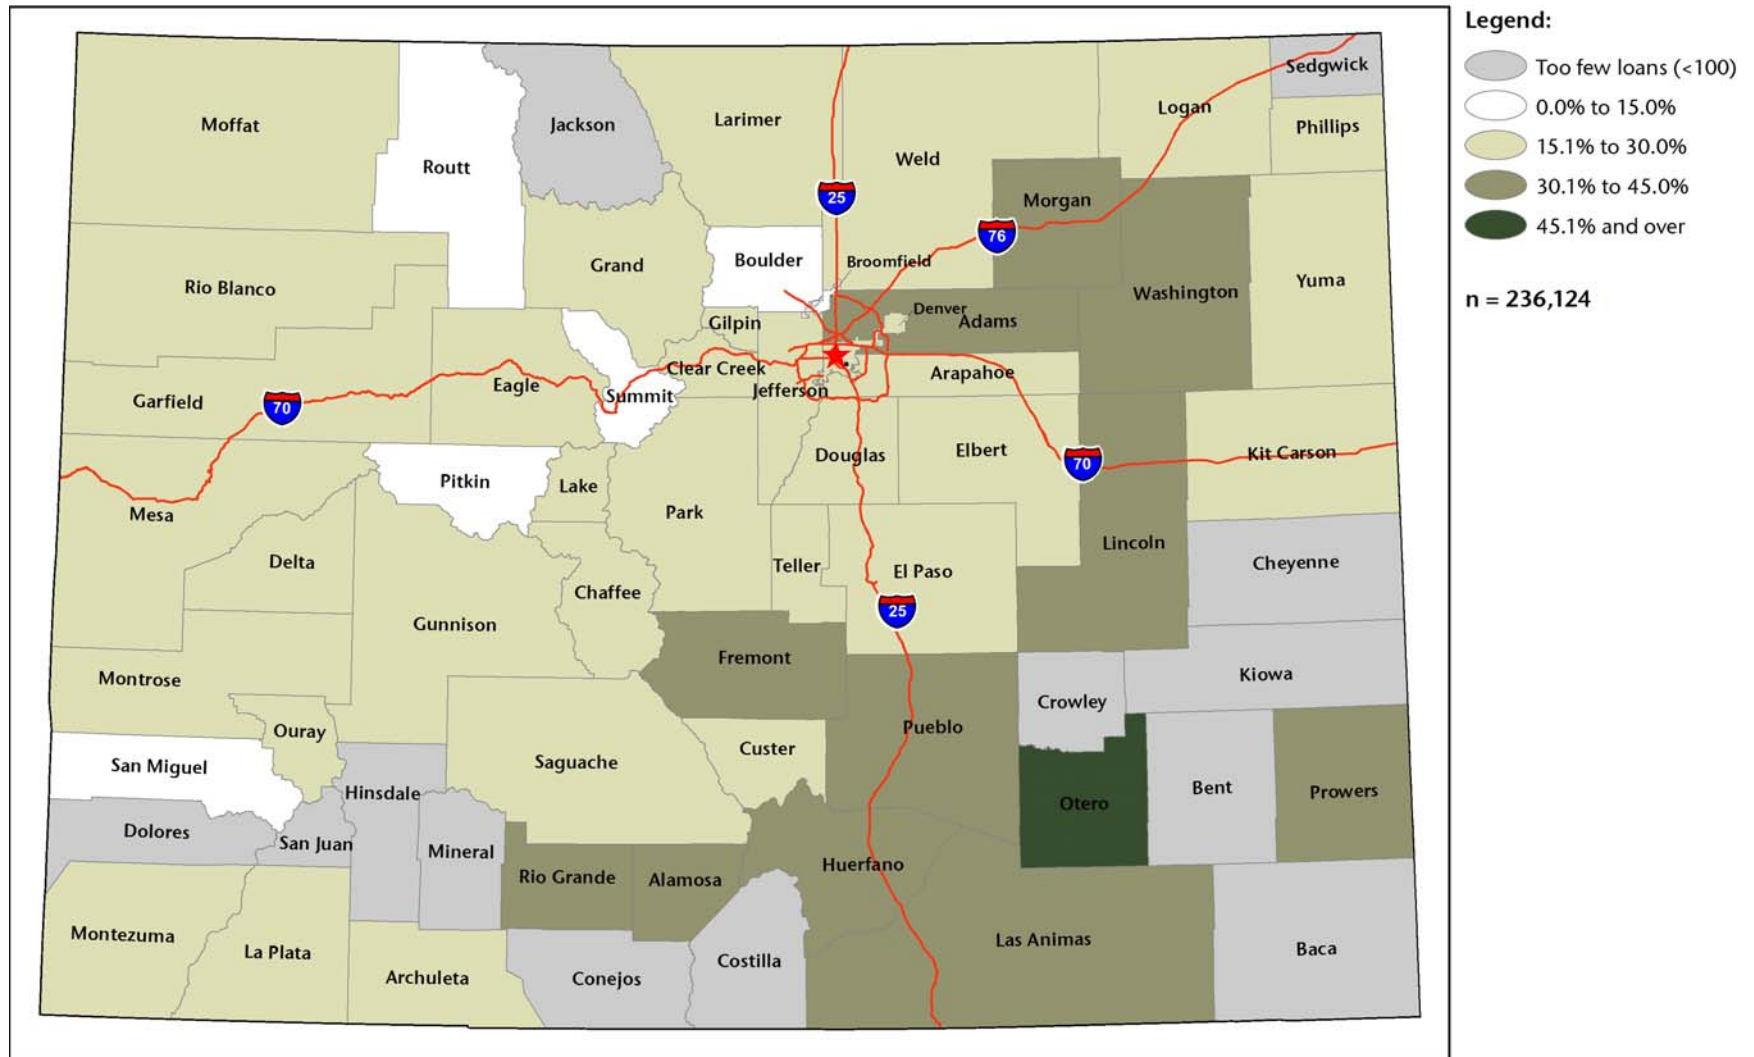 Legend:
Too few loans (<100)
0.0% to 15.0%
15.1% to 30.0%
30.1% to 45.0%
45.1% and over
n = 236,124
Sedgwick
Logan
Moffat
Jackson
Larimer
Phillips
Weld
Routt
25
Morgan
76
Boulder
Broomfield
Grand
Rio Blanco
Washington
Yuma
Gilpin
Denver
Adams
Clear Creek
Arapahoe
Eagle
Jefferson
Summit
Garfield
70
Douglas
Elbert
Kit Carson
70
Pitkin
Lake
Mesa
Park
Lincoln
Delta
Teller
El Paso
Cheyenne
Chaffee
25
Gunnison
Fremont
Montrose
Kiowa
Crowley
Ouray
Pueblo
Custer
San Miguel
Saguache
Hinsdale
Otero
Bent
Prowers
Dolores
San Juan
Mineral
Huerfano
Rio Grande
Alamosa
Montezuma
Las Animas
La Plata
Costilla
Baca
Archuleta
Conejos